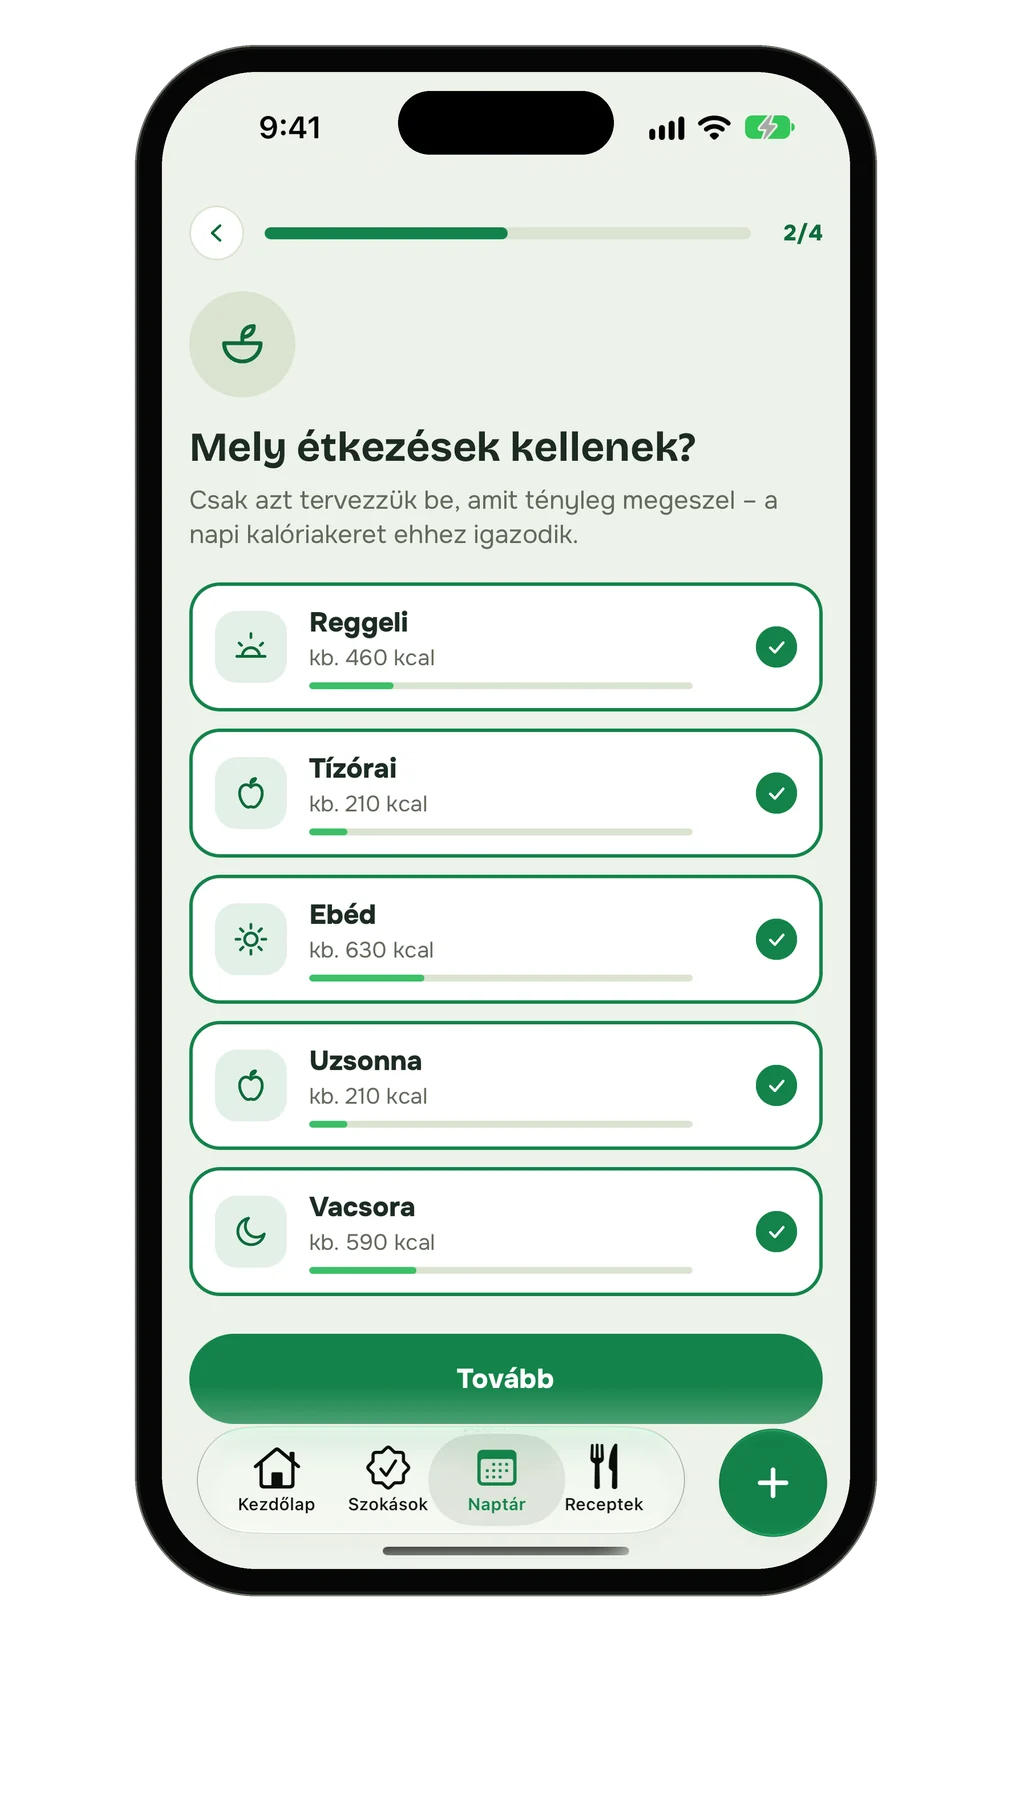 9:41
2/4
Mely étkezések kellenek?
Csak azt tervezzük be, amit tényleg megeszel – a
napi kalóriakeret ehhez igazodik.
Reggeli
kb. 460 kcal
Tízórai
kb. 210 kcal
Ebéd
kb. 630 kcal
Uzsonna
kb. 210 kcal
Vacsora
kb. 590 kcal
Tovább
Kezdőlap Szokások Naptár Receptek